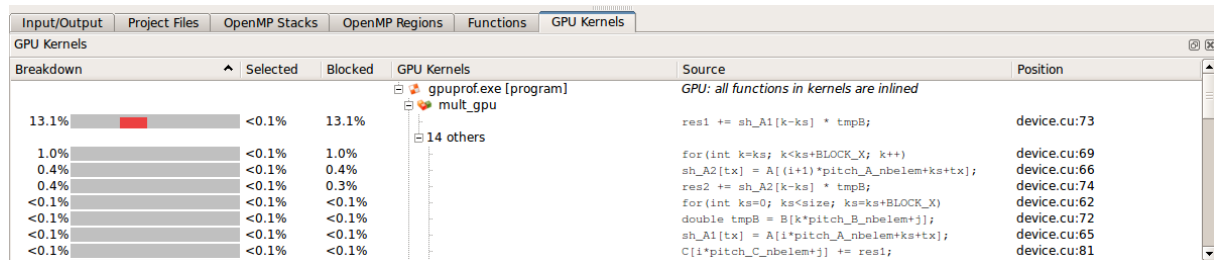 Input/Output Project Files OpenMP Stacks OpenMP Regions Functions GPU Kernels
GPU Kernels
Breakdown Selected Blocked GPU Kernels Source Position
gpuprof.exe [program] GPU: all functions in kernels are inlined
mult_gpu
13.1% <0.1% 13.1% res1 += sh_A1[k-ks] * tmpB; device.cu:73
14 others
1.0% <0.1% 1.0% for(int k=ks; k<ks+BLOCK_X; k++) device.cu:69
0.4% <0.1% 0.4% sh_A2[tx] = A[(i+1)*pitch_A_nbelem+ks+tx]; device.cu:66
0.4% <0.1% 0.3% res2 += sh_A2[k-ks] * tmpB; device.cu:74
<0.1% <0.1% <0.1% for(int ks=0; ks<size; ks=ks+BLOCK_X) device.cu:62
<0.1% <0.1% <0.1% double tmpB = B[k*pitch_B_nbelem+j]; device.cu:72
<0.1% <0.1% <0.1% sh_A1[tx] = A[i*pitch_A_nbelem+ks+tx]; device.cu:65
<0.1% <0.1% <0.1% C[i*pitch_C_nbelem+j] += res1; device.cu:81